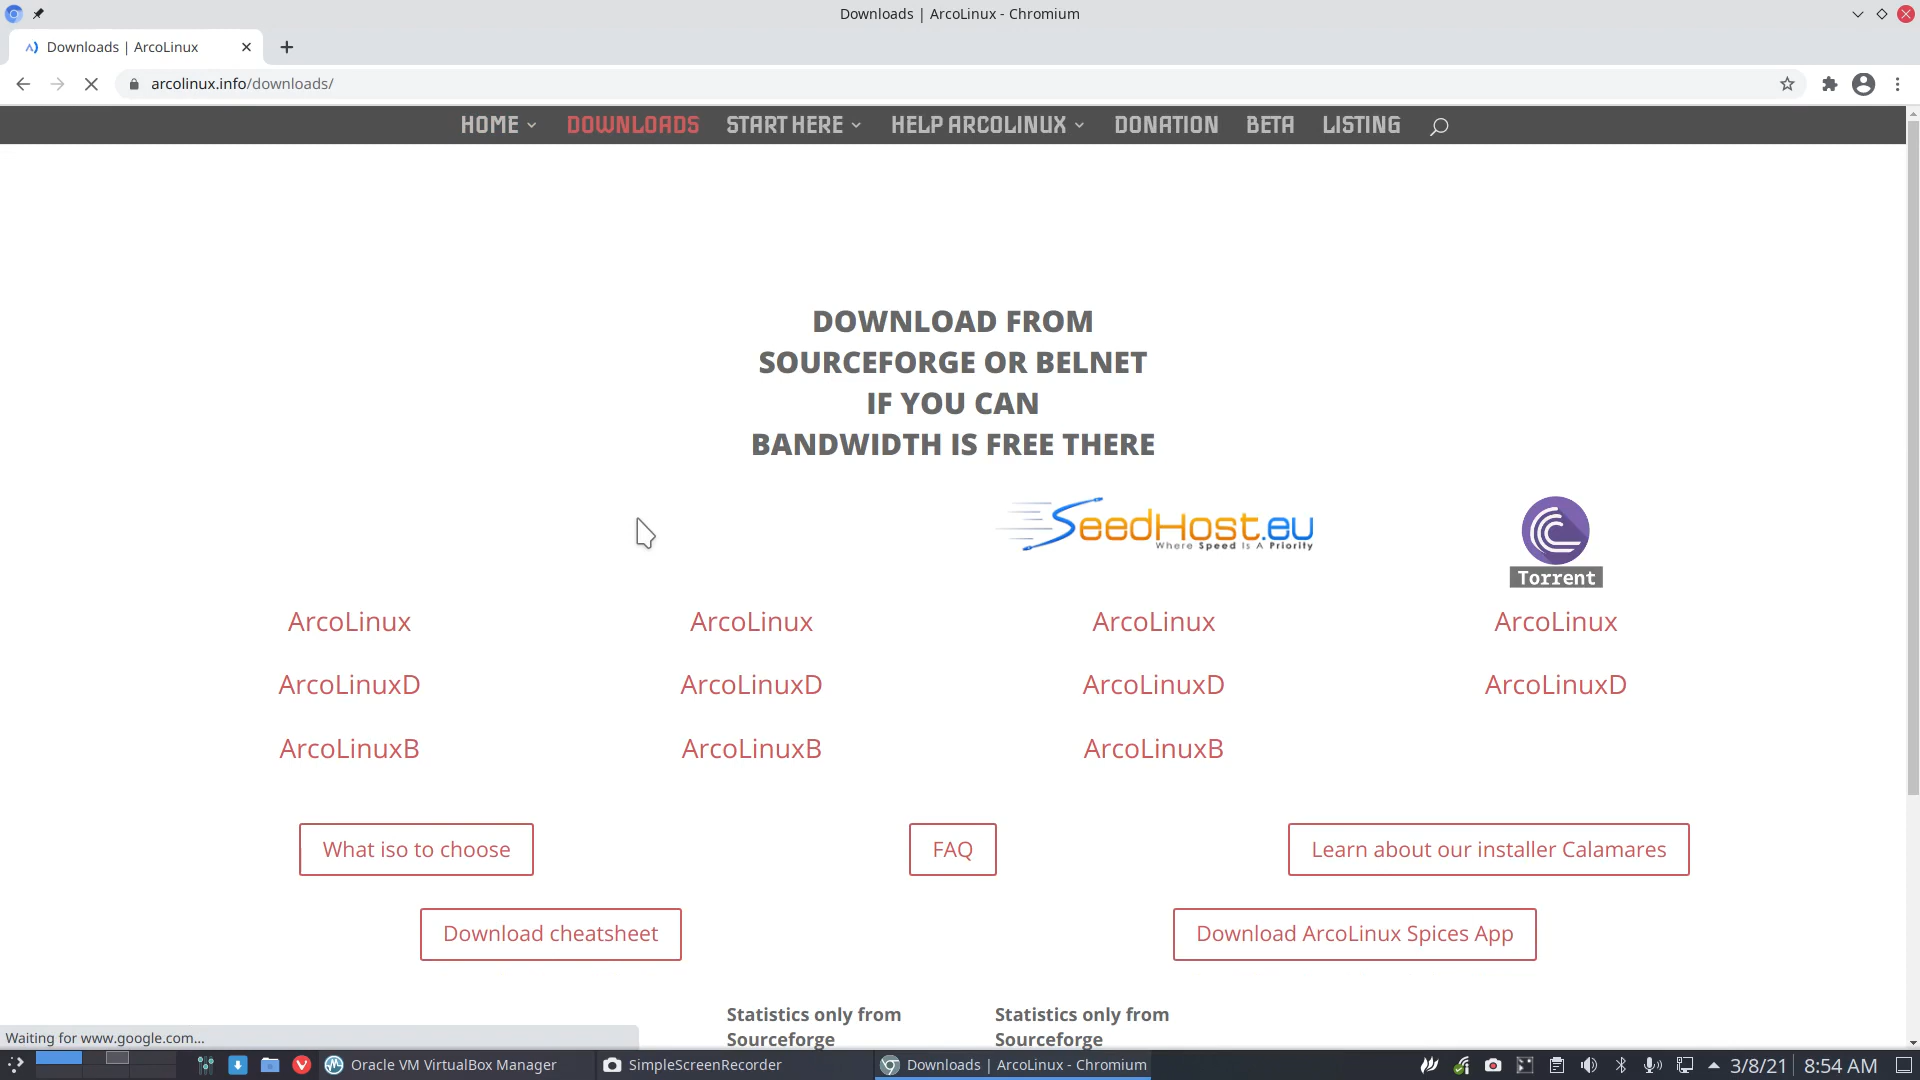 Downloads | ArcoLinux - Chromium
Downloads | ArcoLinux
arcolinux.info/downloads/
HOME DOWNLOADS START HERE HELP ARCOLINUX DONATION BETA LISTING
DOWNLOAD FROM
SOURCEFORGE OR BELNET
IF YOU CAN
BANDWIDTH IS FREE THERE
SeedHost.eu
Where Speed Is A Priority
Torrent
ArcoLinux ArcoLinux ArcoLinux ArcoLinux
ArcoLinuxD ArcoLinuxD ArcoLinuxD ArcoLinuxD
ArcoLinuxB ArcoLinuxB ArcoLinuxB
What iso to choose FAQ Learn about our installer Calamares
Download cheatsheet Download ArcoLinux Spices App
Statistics only from Statistics only from
Sourceforge Sourceforge
Waiting for www.google.com...
Oracle VM VirtualBox Manager SimpleScreenRecorder Downloads | ArcoLinux - Chromium 3/8/21 8:54 AM